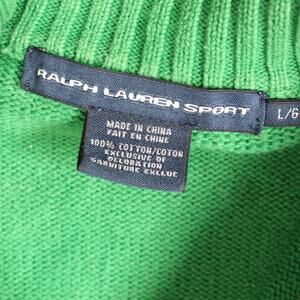 RALPH LAUREN SPORT
L/G
MADE IN CHINA
FAIT EN CHINE
100% COTTON/COTON
EXCLUSIVE OF
DECORATION
GARNITURE EXCLUE